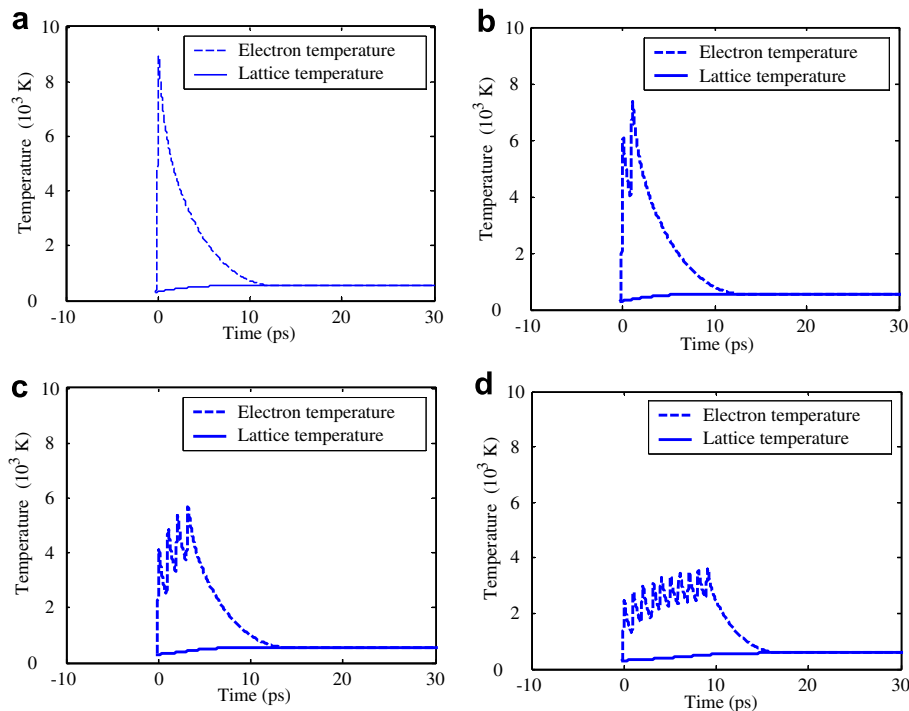 a
10
8
6
4
2
0
Temperature (10³ K)
Electron temperature
Lattice temperature
-10 0 10 20 30
Time (ps)
b
10
8
6
4
2
0
Temperature (10³ K)
Electron temperature
Lattice temperature
-10 0 10 20 30
Time (ps)
c
10
8
6
4
2
0
Temperature (10³ K)
Electron temperature
Lattice temperature
-10 0 10 20 30
Time (ps)
d
10
8
6
4
2
0
Temperature (10³ K)
Electron temperature
Lattice temperature
-10 0 10 20 30
Time (ps)